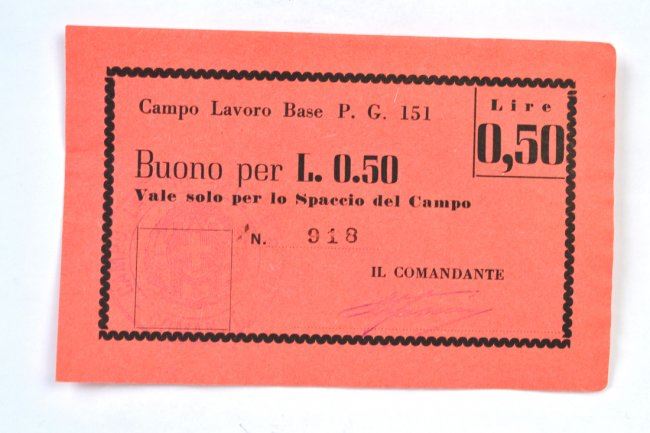 Campo Lavoro Base P. G. 151
Lire
0,50
Buono per L. 0.50
Vale solo per lo Spaccio del Campo
N. 918
IL COMANDANTE